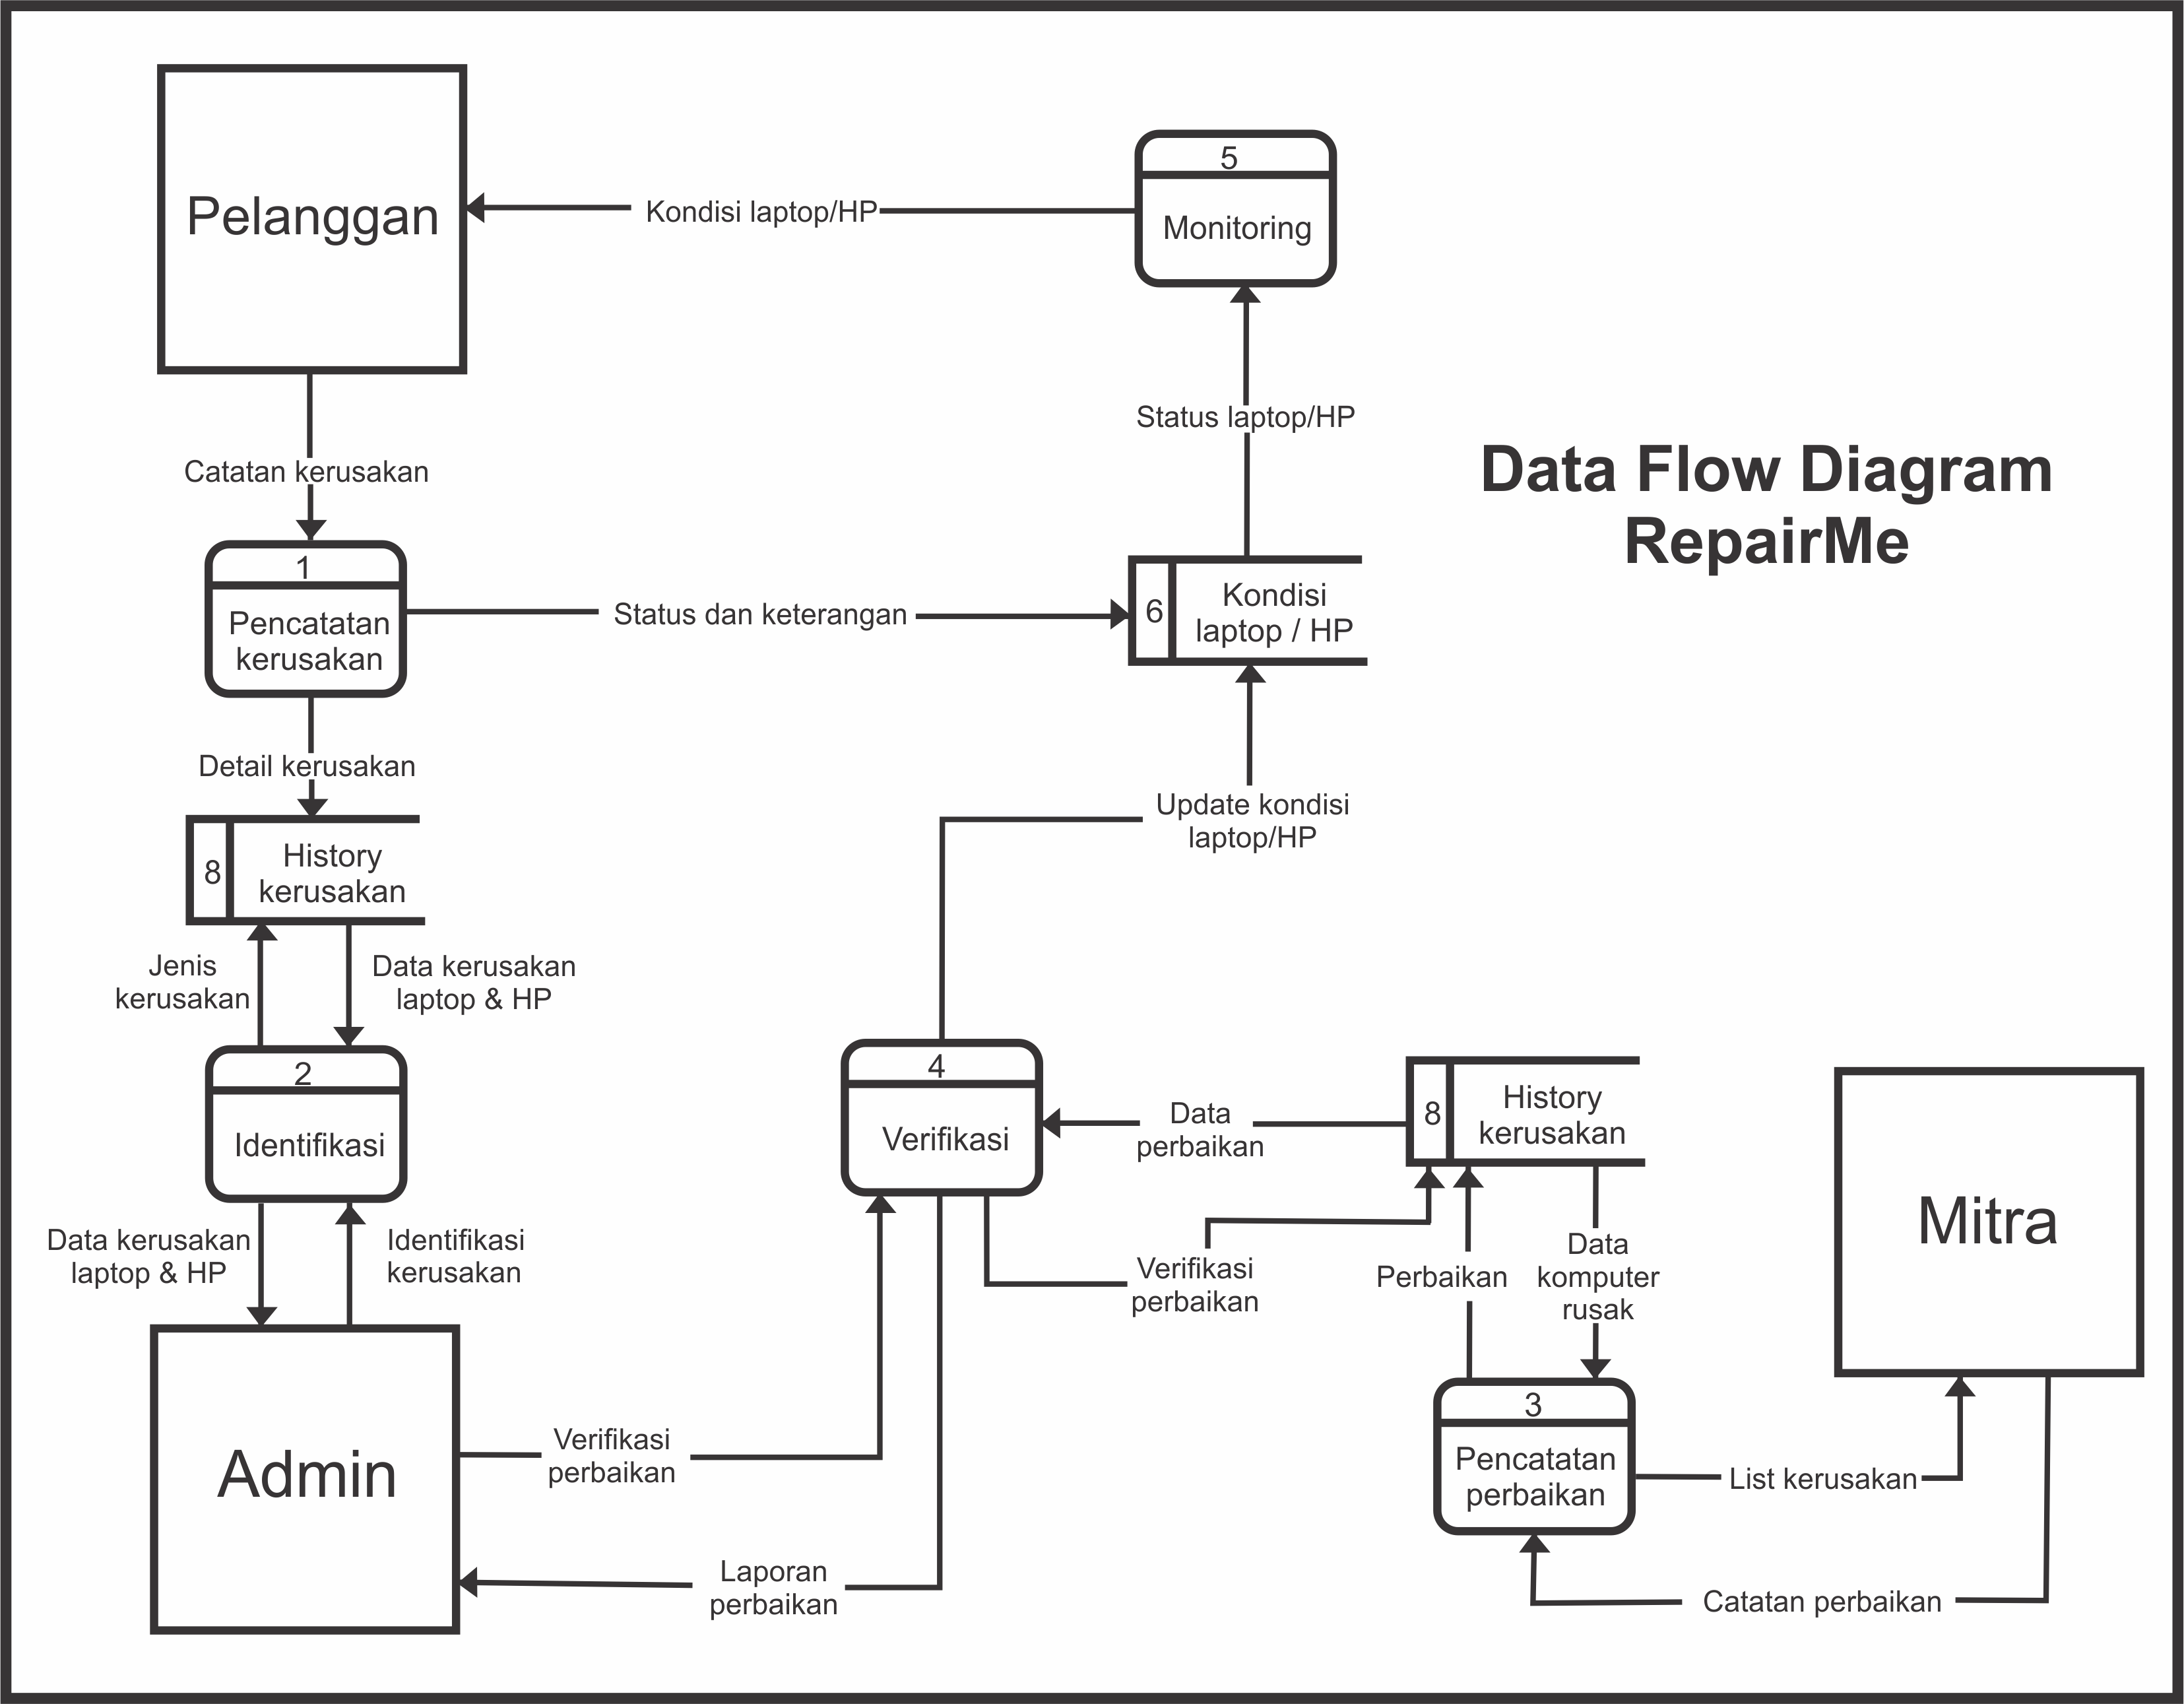 Pelanggan
5
Monitoring
Kondisi laptop/HP
Status laptop/HP
Data Flow Diagram
RepairMe
Catatan kerusakan
1
Pencatatan
kerusakan
Status dan keterangan
6
Kondisi
laptop / HP
Detail kerusakan
Update kondisi
laptop/HP
8
History
kerusakan
Jenis
kerusakan
Data kerusakan
laptop & HP
2
Identifikasi
4
Verifikasi
Data
perbaikan
8
History
kerusakan
Mitra
Data kerusakan
laptop & HP
Identifikasi
kerusakan
Verifikasi
perbaikan
Perbaikan
Data
komputer
rusak
Admin
Verifikasi
perbaikan
3
Pencatatan
perbaikan
List kerusakan
Laporan
perbaikan
Catatan perbaikan